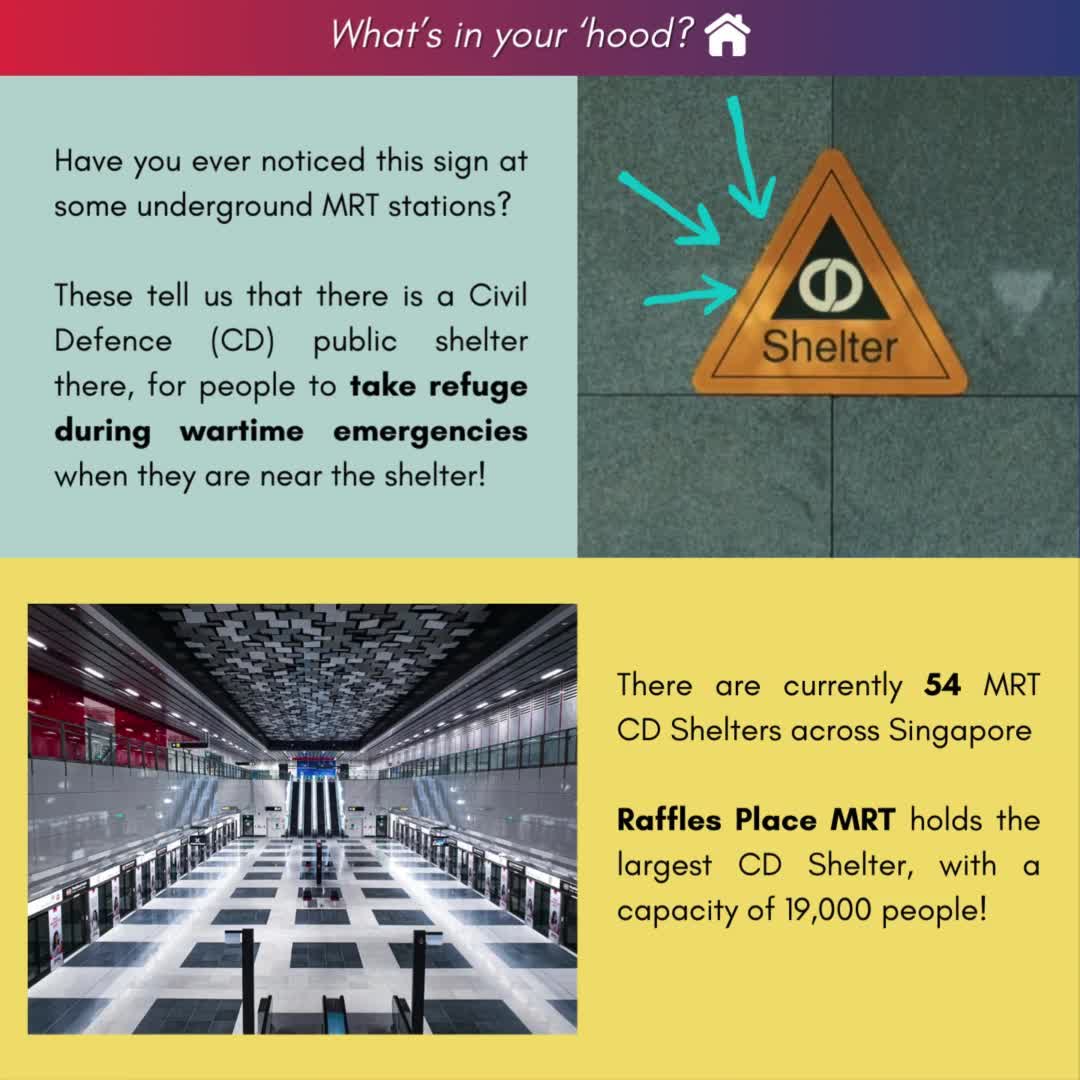 What's in your 'hood?
Have you ever noticed this sign at
some underground MRT stations?
These tell us that there is a Civil
Defence (CD) public shelter
there, for people to take refuge
during wartime emergencies
when they are near the shelter!
CD
Shelter
There are currently 54 MRT
CD Shelters across Singapore
Raffles Place MRT holds the
largest CD Shelter, with a
capacity of 19,000 people!